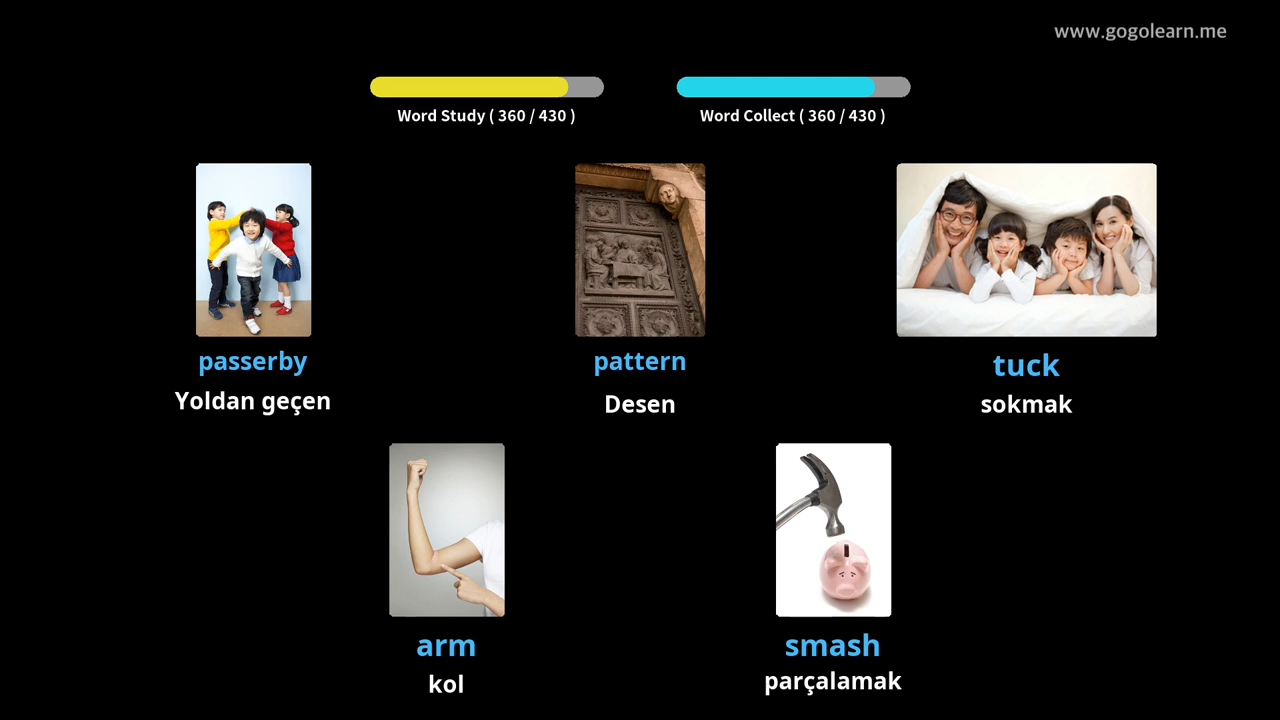 www.gogolearn.me
Word Study ( 360 / 430 )
Word Collect ( 360 / 430 )
passerby
Yoldan geçen
pattern
Desen
tuck
sokmak
arm
kol
smash
parçalamak